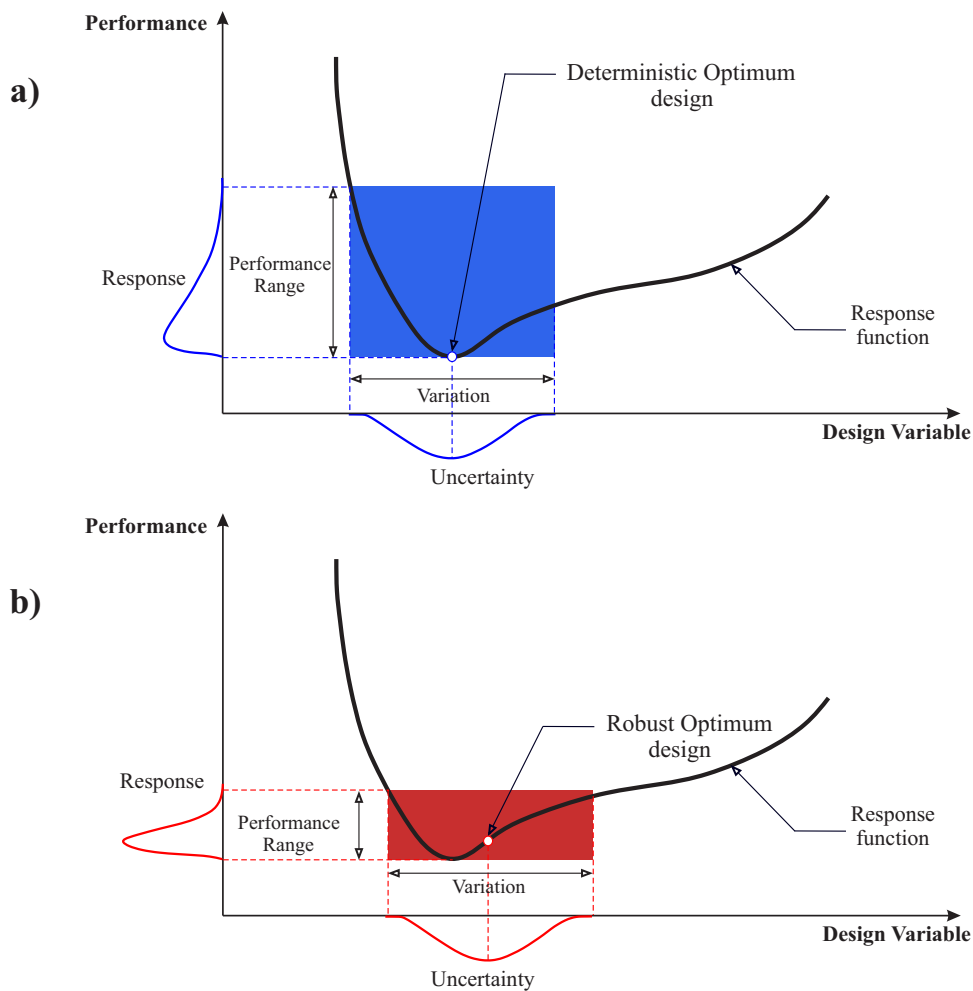 Performance
a)
Deterministic Optimum
design
Response
Performance
Range
Response
function
Variation
Design Variable
Uncertainty
Performance
b)
Robust Optimum
design
Response
Performance
Range
Response
function
Variation
Design Variable
Uncertainty